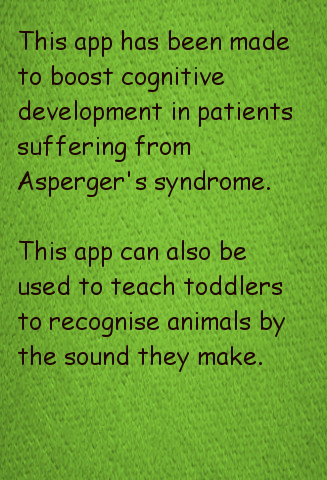 This app has been made
to boost cognitive
development in patients
suffering from
Asperger's syndrome.
This app can also be
used to teach toddlers
to recognise animals by
the sound they make.